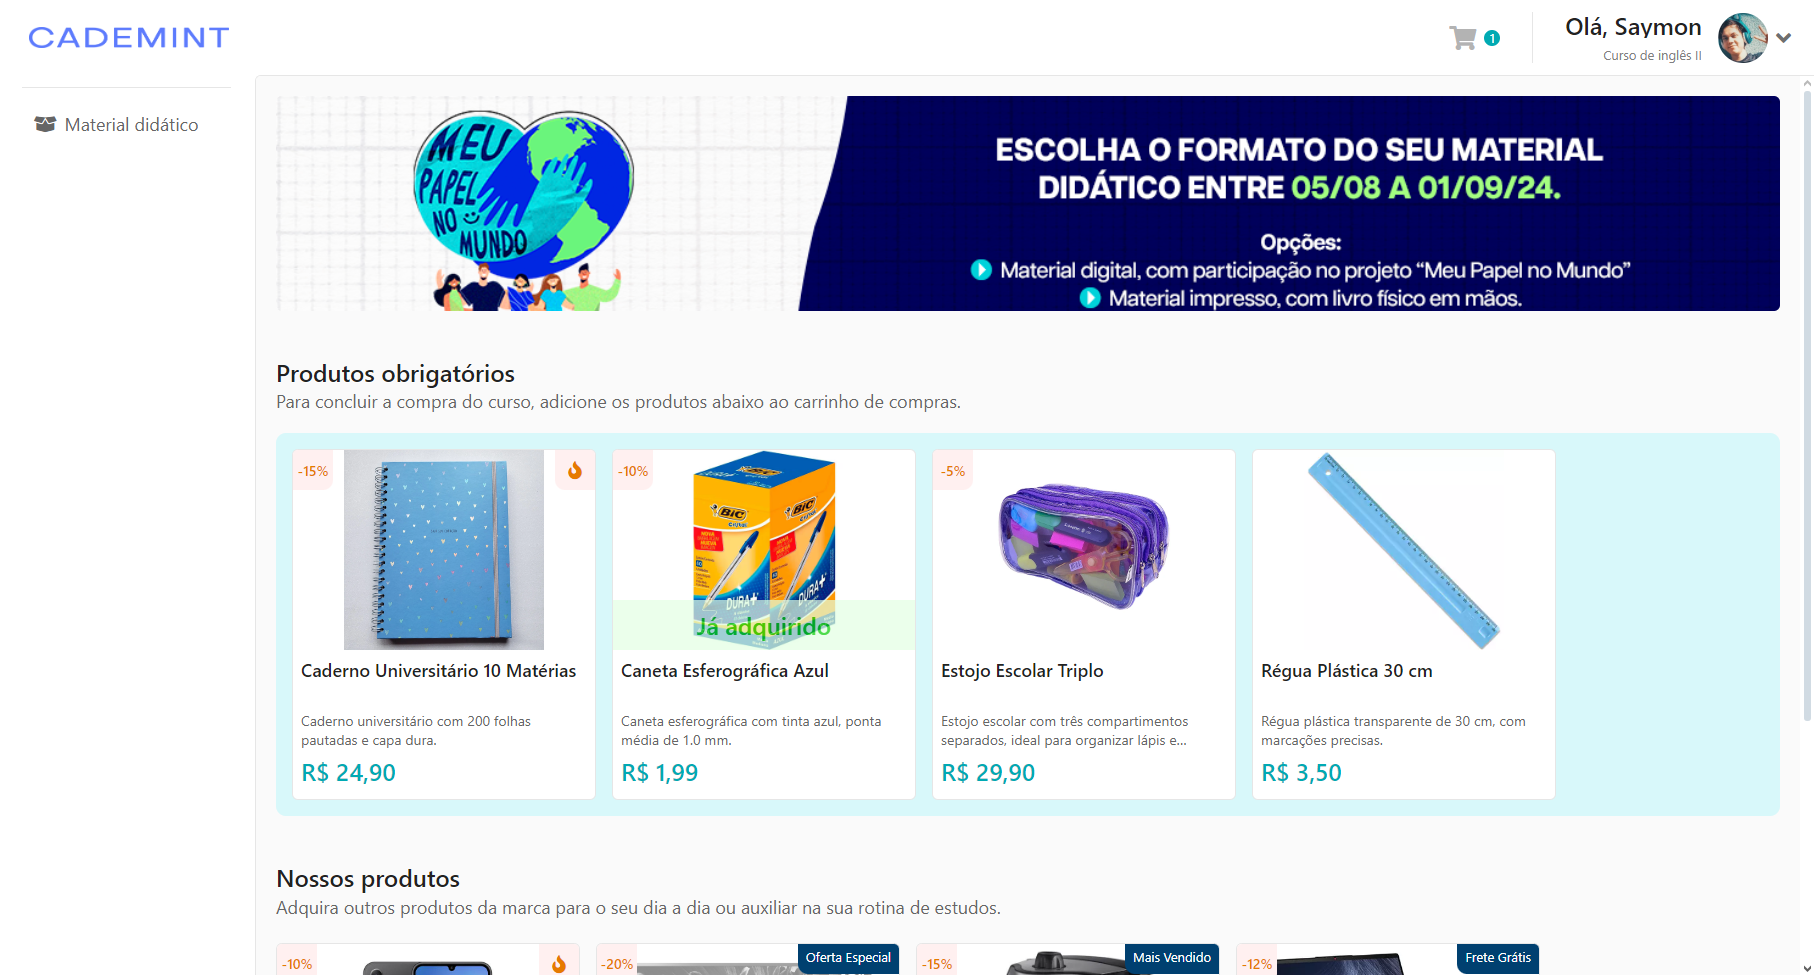 CADEMINT
1
Olá, Saymon
Curso de inglês II
Material didático
MEU
PAPEL
NO
MUNDO
ESCOLHA O FORMATO DO SEU MATERIAL
DIDÁTICO ENTRE 05/08 A 01/09/24.
Opções:
Material digital, com participação no projeto “Meu Papel no Mundo”
Material impresso, com livro físico em mãos.
Produtos obrigatórios
Para concluir a compra do curso, adicione os produtos abaixo ao carrinho de compras.
-15%
Caderno Universitário 10 Matérias
Caderno universitário com 200 folhas
pautadas e capa dura.
R$ 24,90
-10%
BIC
Cristal
BIC
Cristal
DURA+
DURA+
Já adquirido
Caneta Esferográfica Azul
Caneta esferográfica com tinta azul, ponta
média de 1.0 mm.
R$ 1,99
-5%
Estojo Escolar Triplo
Estojo escolar com três compartimentos
separados, ideal para organizar lápis e...
R$ 29,90
Régua Plástica 30 cm
Régua plástica transparente de 30 cm, com
marcações precisas.
R$ 3,50
Nossos produtos
Adquira outros produtos da marca para o seu dia a dia ou auxiliar na sua rotina de estudos.
-10%
-20%
Oferta Especial
-15%
Mais Vendido
-12%
Frete Grátis